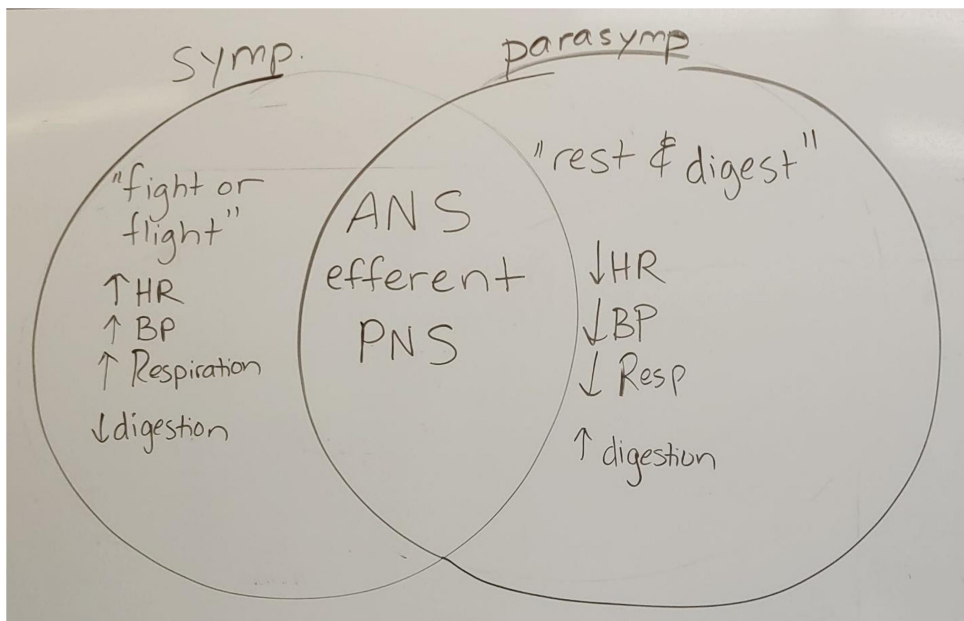 symp.
parasymp
"fight or
flight"
↑ HR
↑ BP
↑ Respiration
↓ digestion
ANS
efferent
PNS
"rest & digest"
↓ HR
↓ BP
↓ Resp
↑ digestion